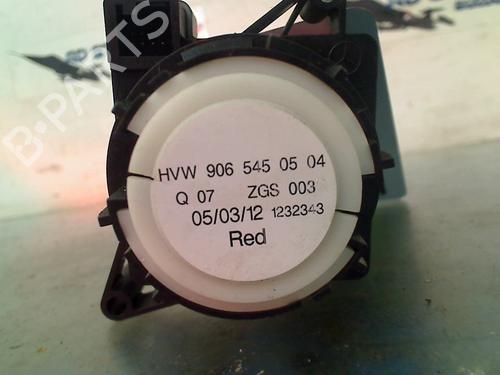 B-PARTS
HVW 906 545 05 04
Q 07 ZGS 003
05/03/12 1232343
Red